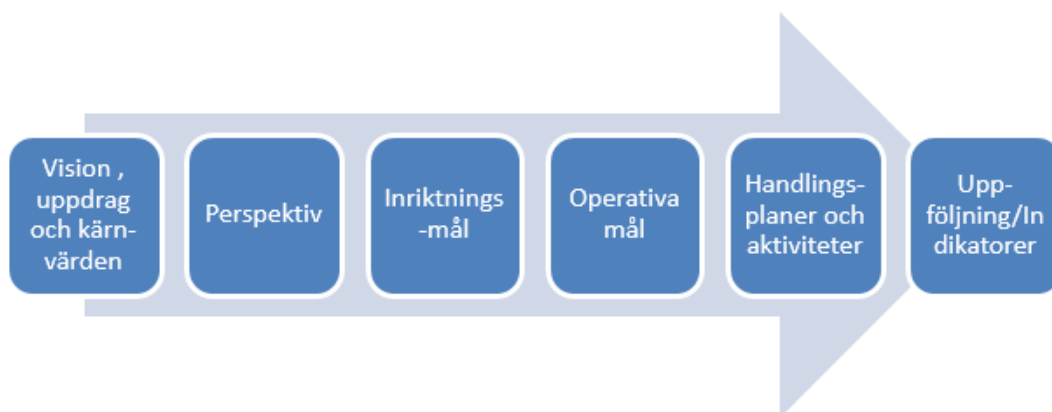 Vision ,
uppdrag
och kärn-
värden
Perspektiv
Inriktnings
-mål
Operativa
mål
Handlings-
planer och
aktiviteter
Upp-
följning/In
dikatorer